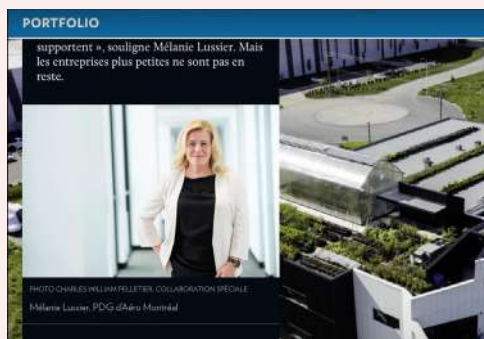 PORTFOLIO
supportent », souligne Mélanie Lussier. Mais
les entreprises plus petites ne sont pas en
reste.
PHOTO CHARLES WILLIAM PELLETIER, COLLABORATION SPÉCIALE
Mélanie Lussier, PDG d'Aéro Montréal